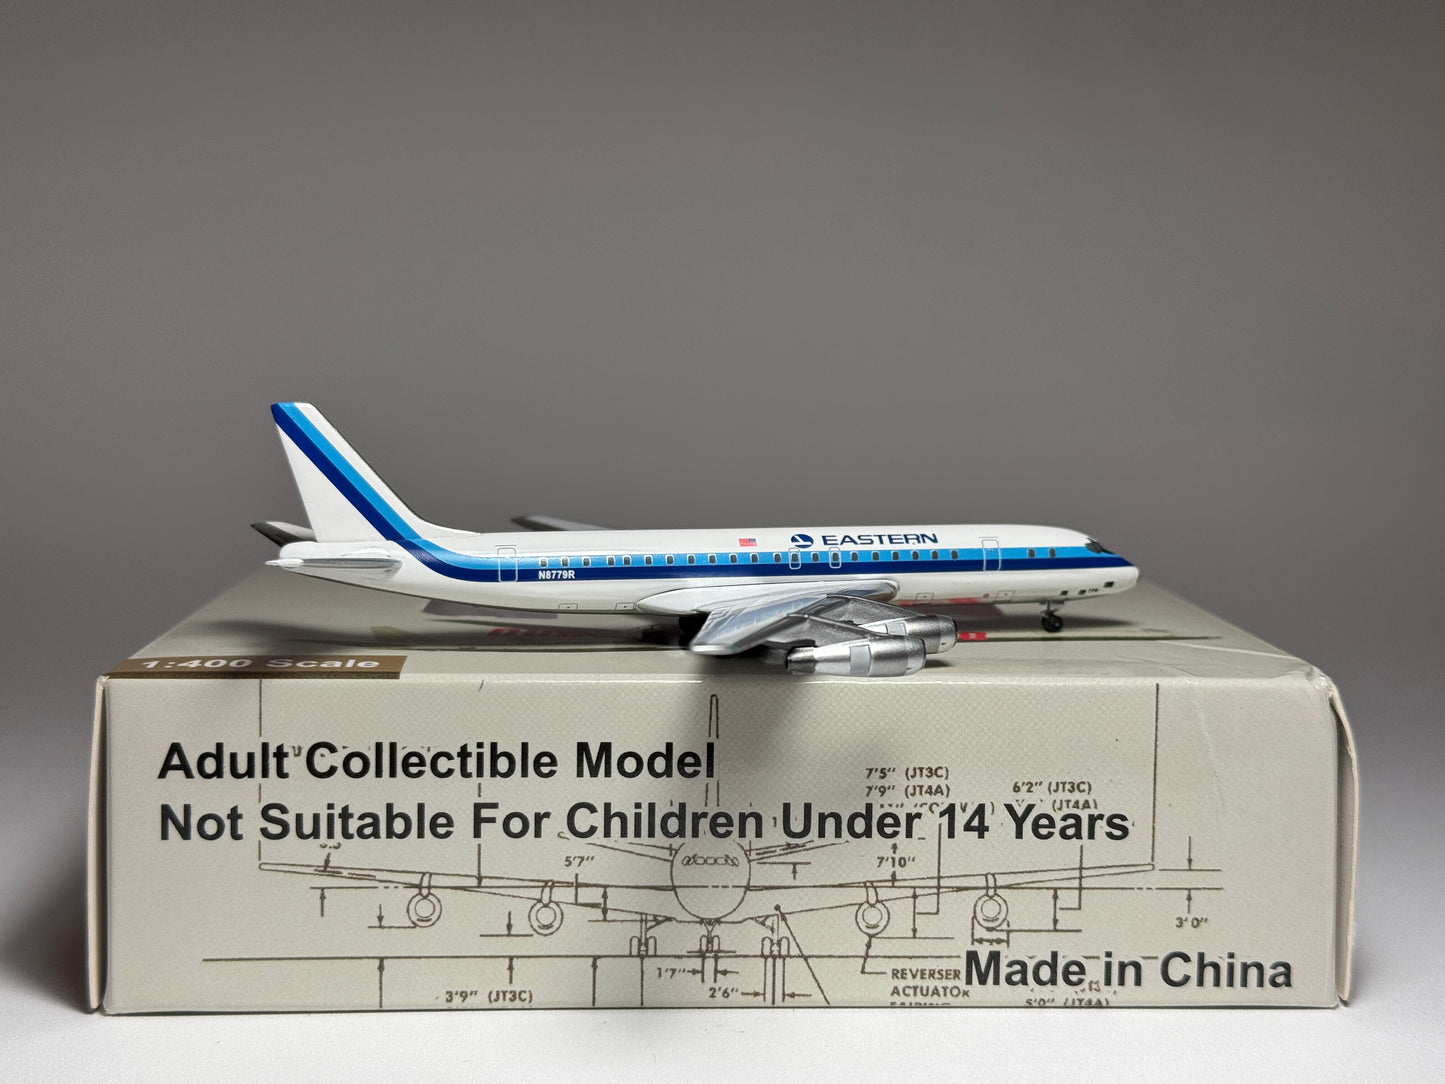 EASTERN
N8779R
1:400 Scale
Adult Collectible Model
Not Suitable For Children Under 14 Years
7'5" (JT3C)
7'9" (JT4A)
6'2" (JT3C)
(JT4A)
5'7"
7'10"
3'0"
1'7"
2'6"
3'9" (JT3C)
REVERSER
ACTUATOR
FAIRING
5'0" (JT4A)
Made in China